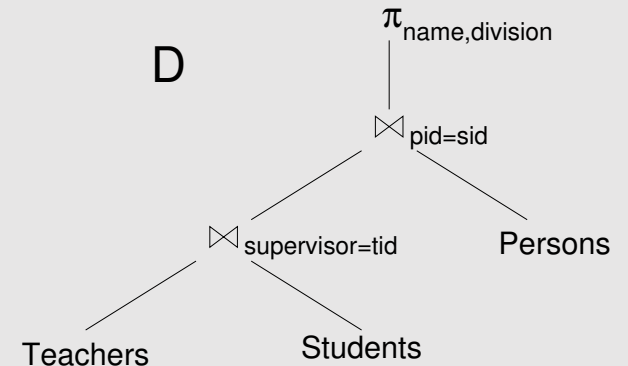 π name,division
D
⋈ pid=sid
⋈ supervisor=tid
Persons
Teachers
Students